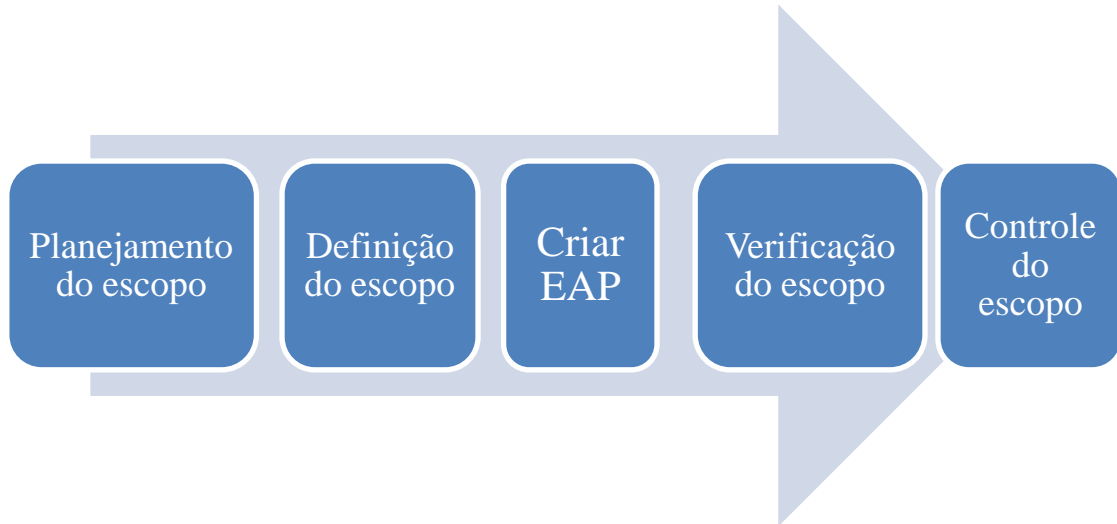 Planejamento
do escopo
Definição
do escopo
Criar
EAP
Verificação
do escopo
Controle
do
escopo